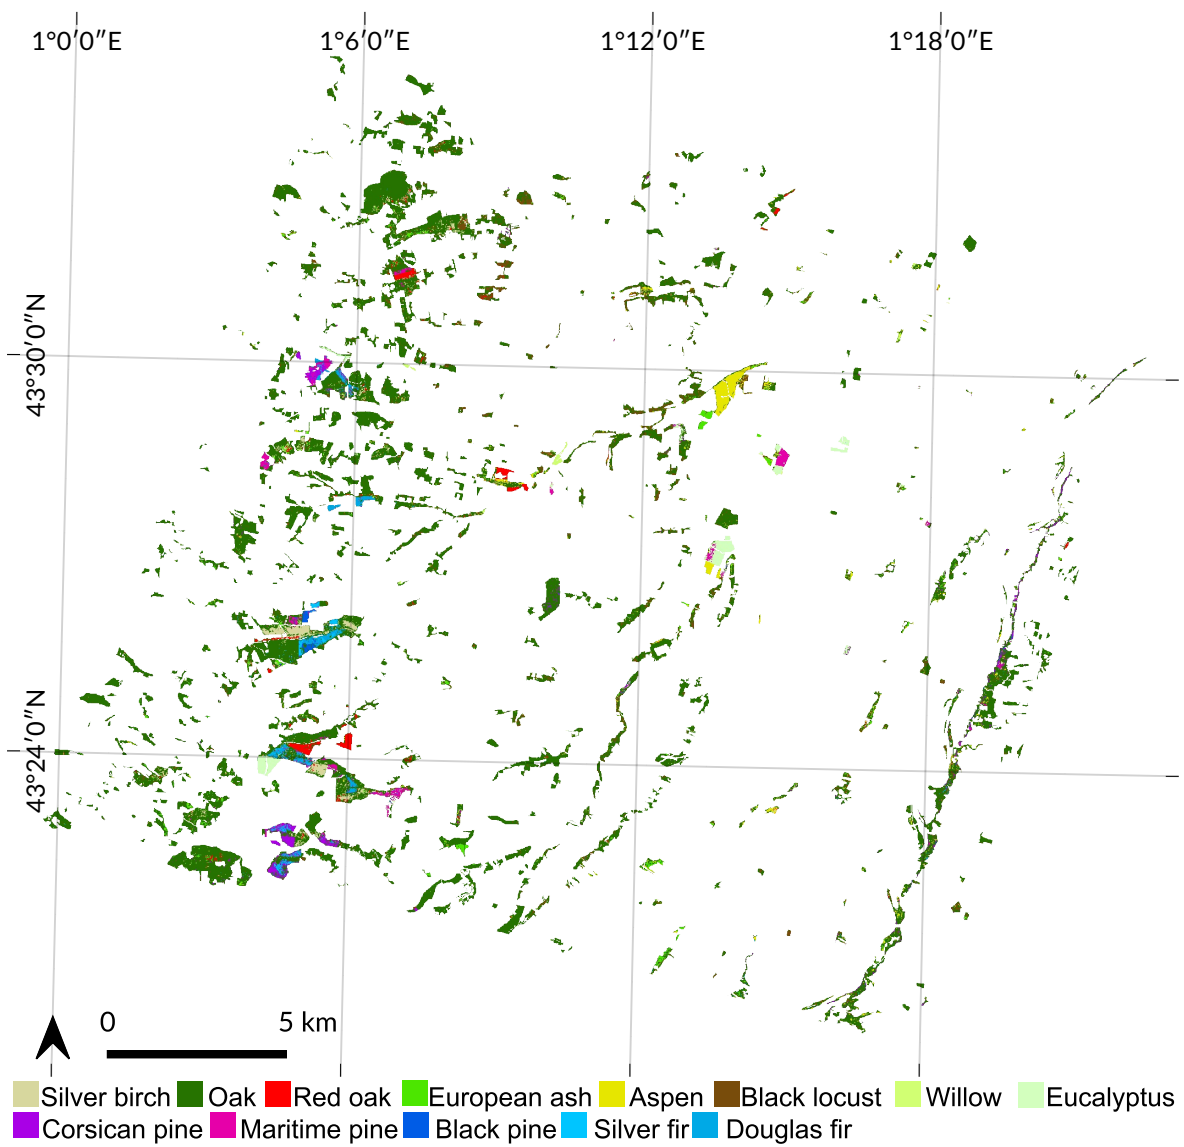 1°0′0″E 1°6′0″E 1°12′0″E 1°18′0″E
43°30′0″N
43°24′0″N
0 5 km
Silver birch Oak Red oak European ash Aspen Black locust Willow Eucalyptus
Corsican pine Maritime pine Black pine Silver fir Douglas fir